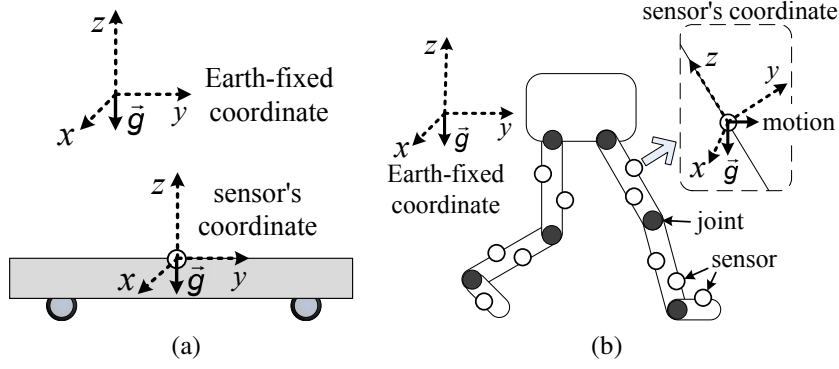 z
Earth-fixed
coordinate
x
g
y
z
sensor's
coordinate
x
g
y
(a)
z
x
g
y
Earth-fixed
coordinate
sensor's coordinate
z
y
motion
x
g
joint
sensor
(b)